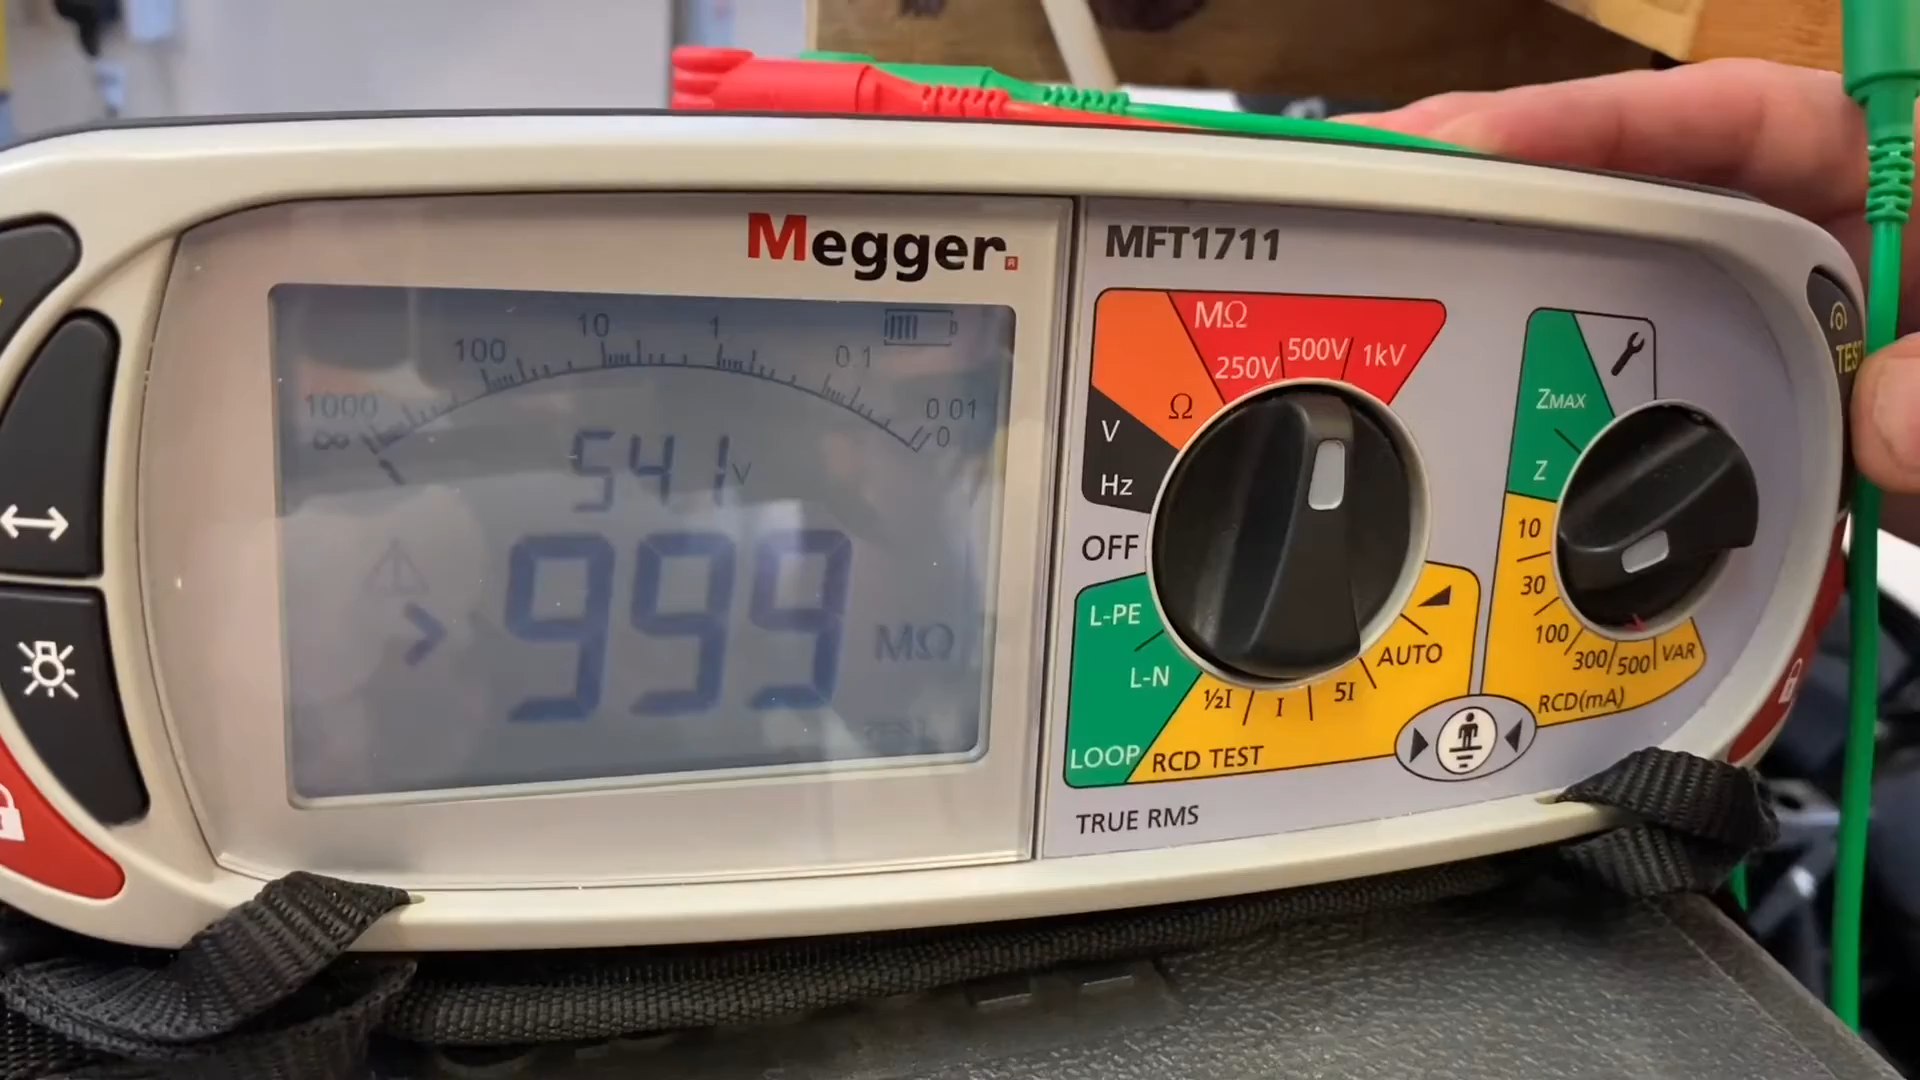 Megger.
MFT1711
10
1
100
0.1
1000
0.01
∞
0
541 V
> 999 MΩ
TEST
MΩ
250V
500V
1kV
Ω
V
Hz
OFF
L-PE
L-N
LOOP
½I
I
5I
AUTO
RCD TEST
TRUE RMS
ZMAX
Z
10
30
100
300
500
VAR
RCD(mA)
TEST